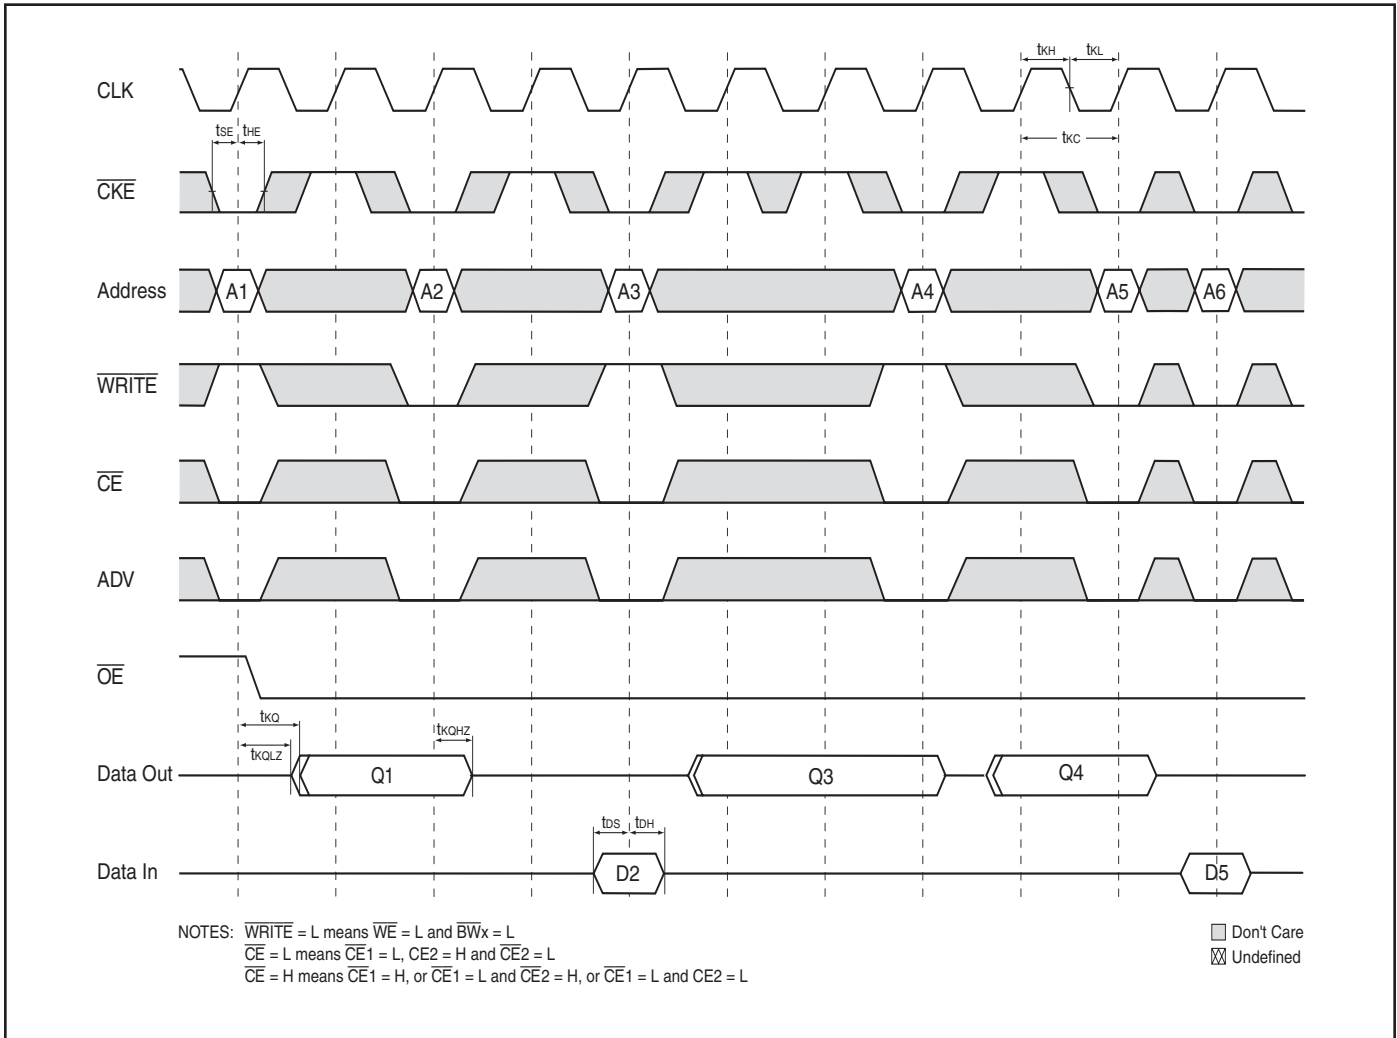 tKH tKL
CLK
tSE tHE
tKC
CKE
Address A1 A2 A3 A4 A5 A6
WRITE
CE
ADV
OE
tKQ
tKQLZ tKQHZ
Data Out Q1 Q3 Q4
tDS tDH
Data In D2 D5
NOTES: WRITE = L means WE = L and BWx = L
CE = L means CE1 = L, CE2 = H and CE2 = L
CE = H means CE1 = H, or CE1 = L and CE2 = H, or CE1 = L and CE2 = L
Don't Care
Undefined